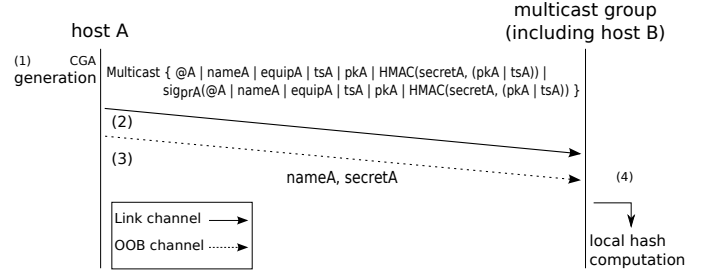 host A
multicast group
(including host B)
(1) CGA
generation
Multicast { @A | nameA | equipA | tsA | pkA | HMAC(secretA, (pkA | tsA)) |
sigprA(@A | nameA | equipA | tsA | pkA | HMAC(secretA, (pkA | tsA)) }
(2)
(3)
nameA, secretA
(4)
Link channel
OOB channel
local hash
computation